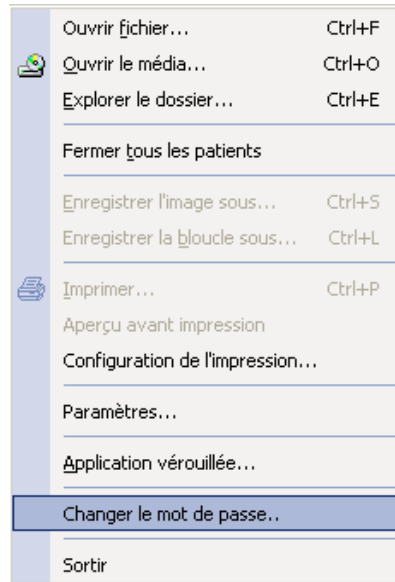 Ouvrir fichier... Ctrl+F
Ouvrir le média... Ctrl+O
Explorer le dossier... Ctrl+E
Fermer tous les patients
Enregistrer l'image sous... Ctrl+S
Enregistrer la bloucle sous... Ctrl+L
Imprimer... Ctrl+P
Aperçu avant impression
Configuration de l'impression...
Paramètres...
Application vérouillée...
Changer le mot de passe..
Sortir